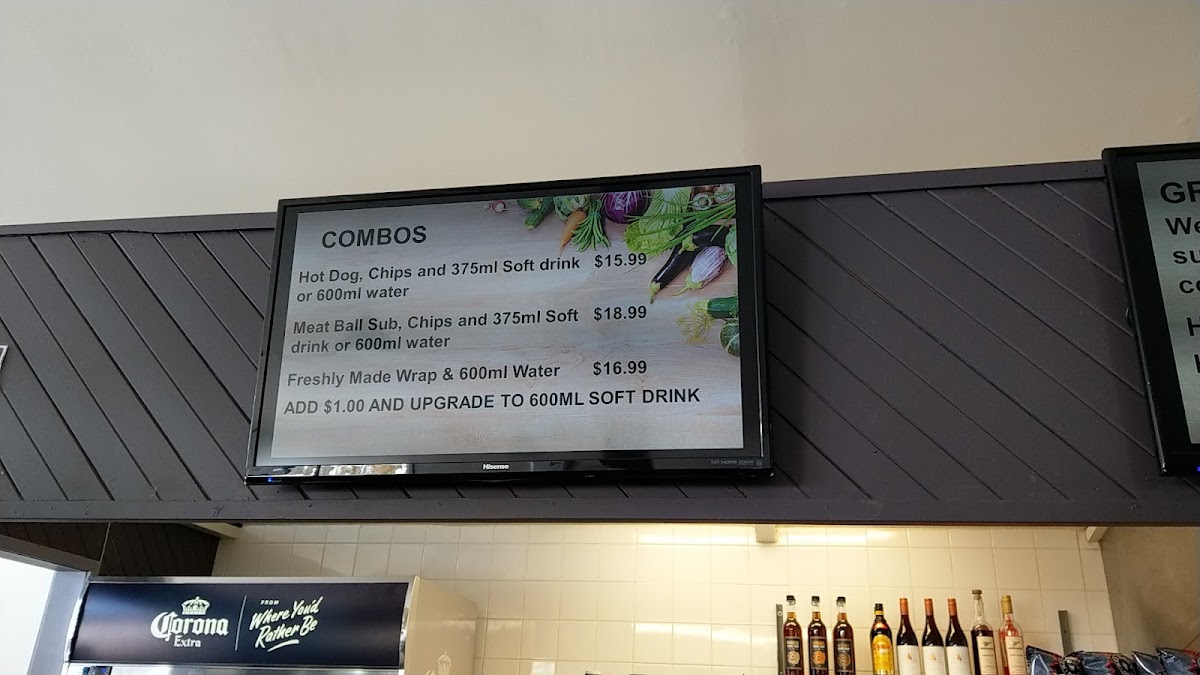 COMBOS
Hot Dog, Chips and 375ml Soft drink $15.99
or 600ml water
Meat Ball Sub, Chips and 375ml Soft $18.99
drink or 600ml water
Freshly Made Wrap & 600ml Water $16.99
ADD $1.00 AND UPGRADE TO 600ML SOFT DRINK
Hisense
Corona
Extra
FROM
Where You'd
Rather Be